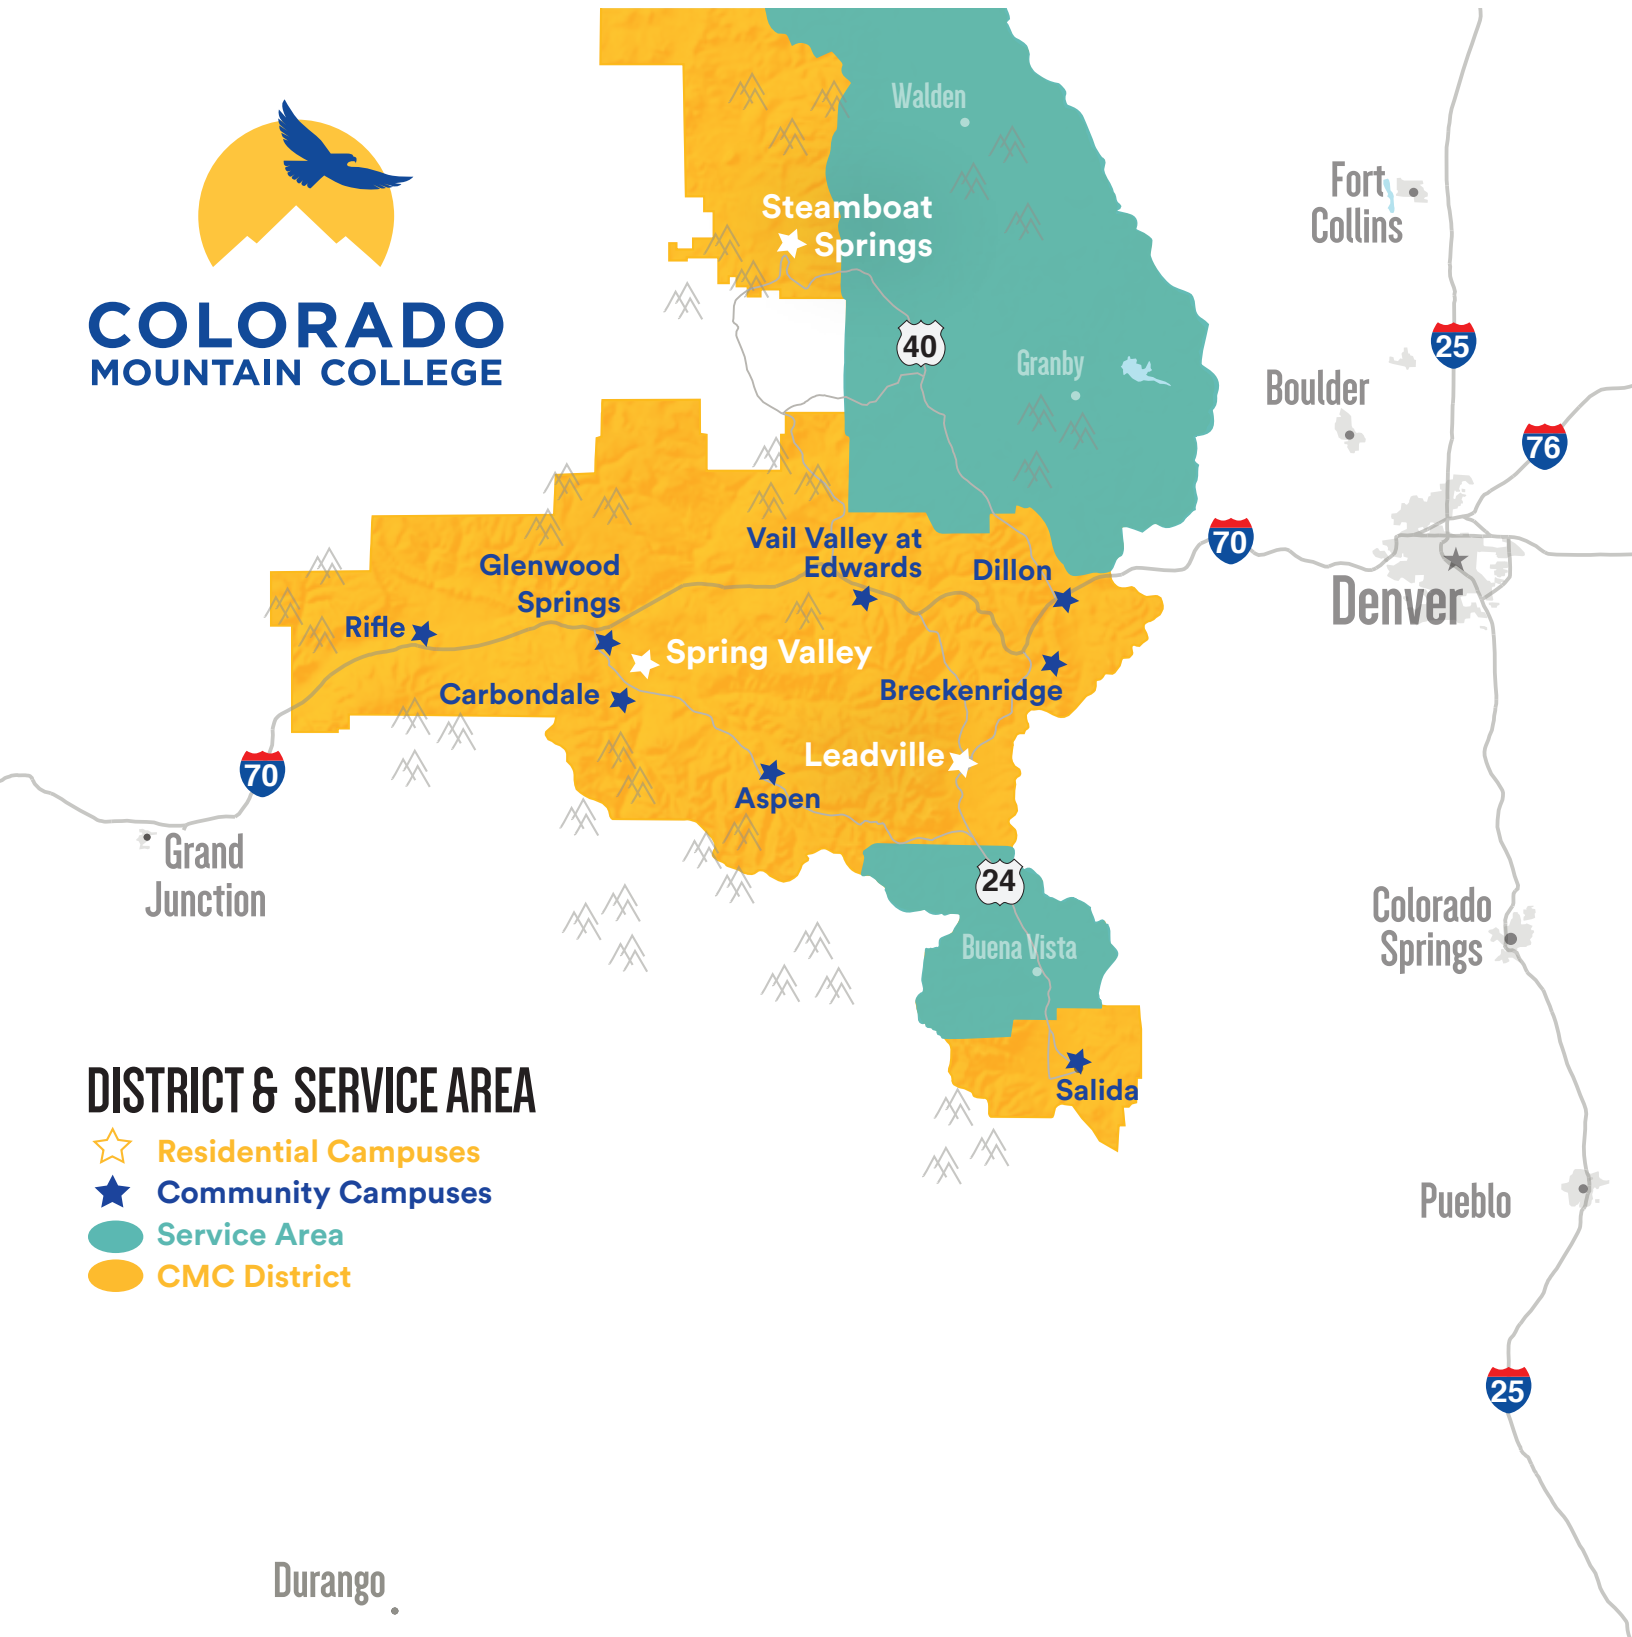 COLORADO
MOUNTAIN COLLEGE
Walden
Steamboat
Springs
Fort
Collins
40
25
Granby
Boulder
76
70
Vail Valley at
Edwards
Dillon
Glenwood
Springs
Denver
Rifle
Spring Valley
Carbondale
Breckenridge
Leadville
70
Aspen
Grand
Junction
24
Colorado
Springs
Buena Vista
Salida
DISTRICT & SERVICE AREA
Residential Campuses
Community Campuses
Service Area
CMC District
Pueblo
25
Durango